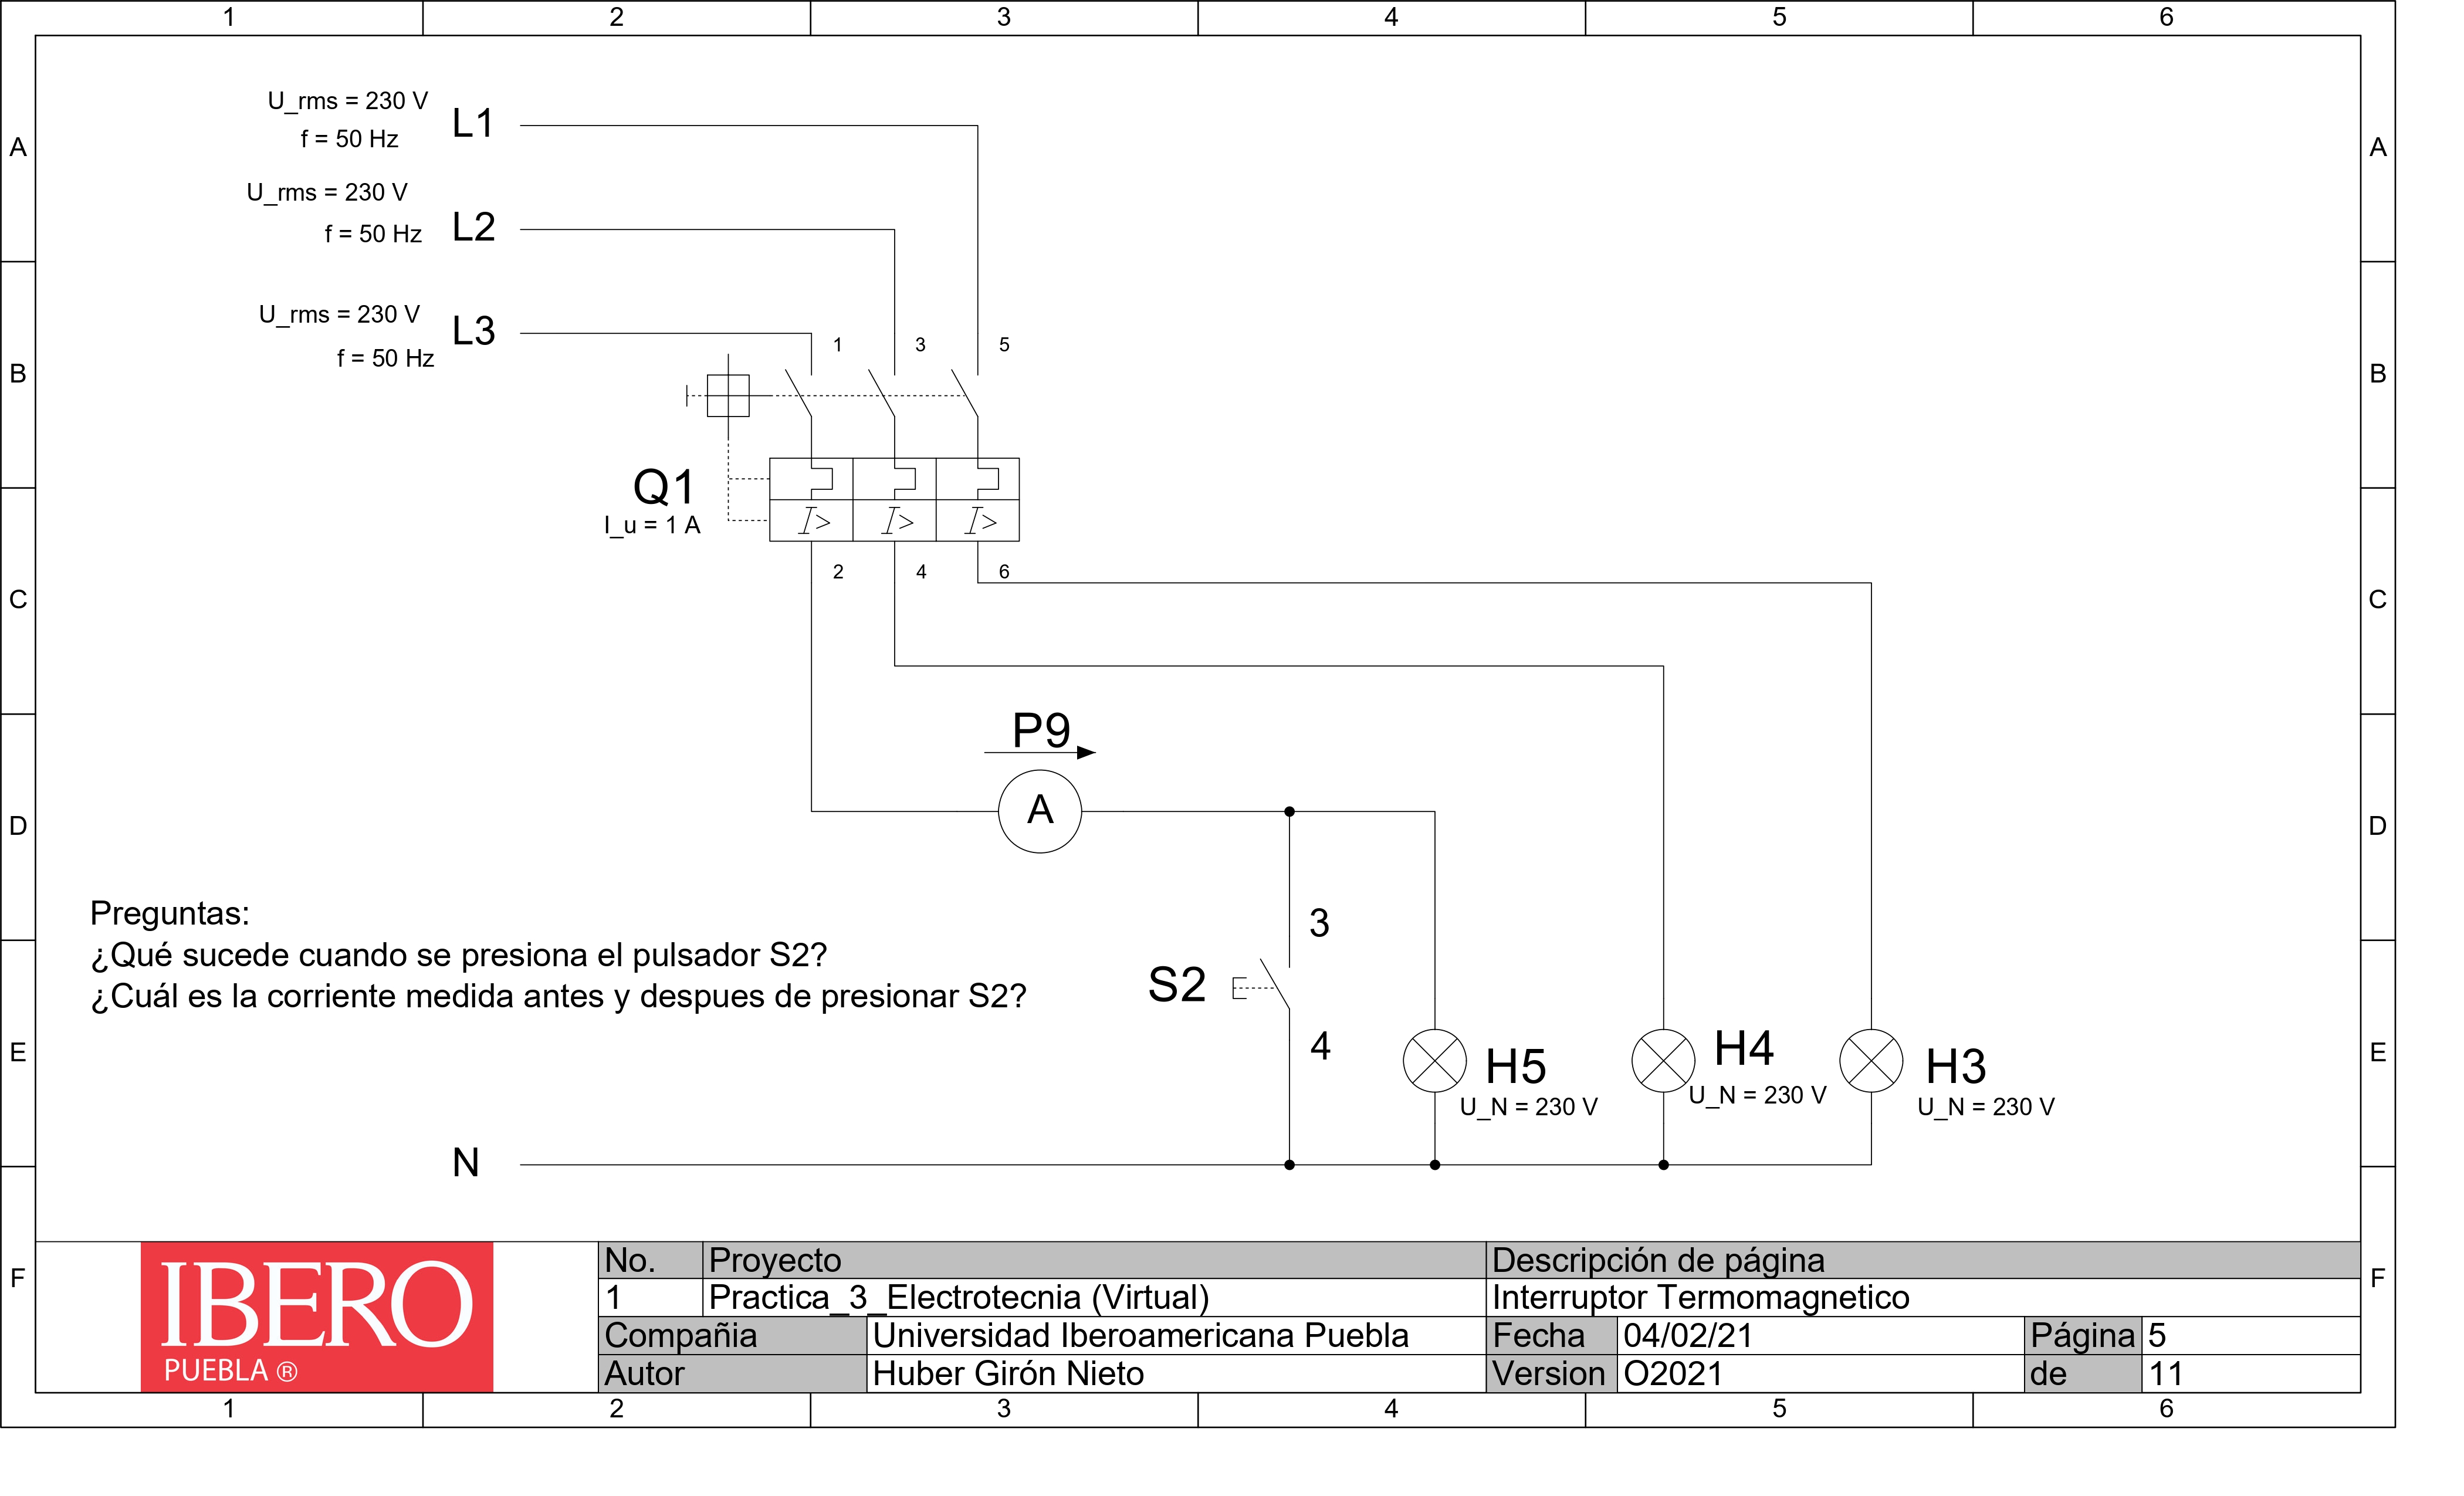 1 2 3 4 5 6
A A
B B
C C
D D
E E
F F
U_rms = 230 V
f = 50 Hz
L1
U_rms = 230 V
f = 50 Hz
L2
U_rms = 230 V
f = 50 Hz
L3
1 3 5
Q1
I_u = 1 A
I> I> I>
2 4 6
P9
A
3
S2
4
H5
U_N = 230 V
H4
U_N = 230 V
H3
U_N = 230 V
Preguntas:
¿Qué sucede cuando se presiona el pulsador S2?
¿Cuál es la corriente medida antes y despues de presionar S2?
N
IBERO
PUEBLA ®
No. Proyecto Descripción de página
1 Practica_3_Electrotecnia (Virtual) Interruptor Termomagnetico
Compañia Universidad Iberoamericana Puebla Fecha 04/02/21 Página 5
Autor Huber Girón Nieto Version O2021 de 11
1 2 3 4 5 6